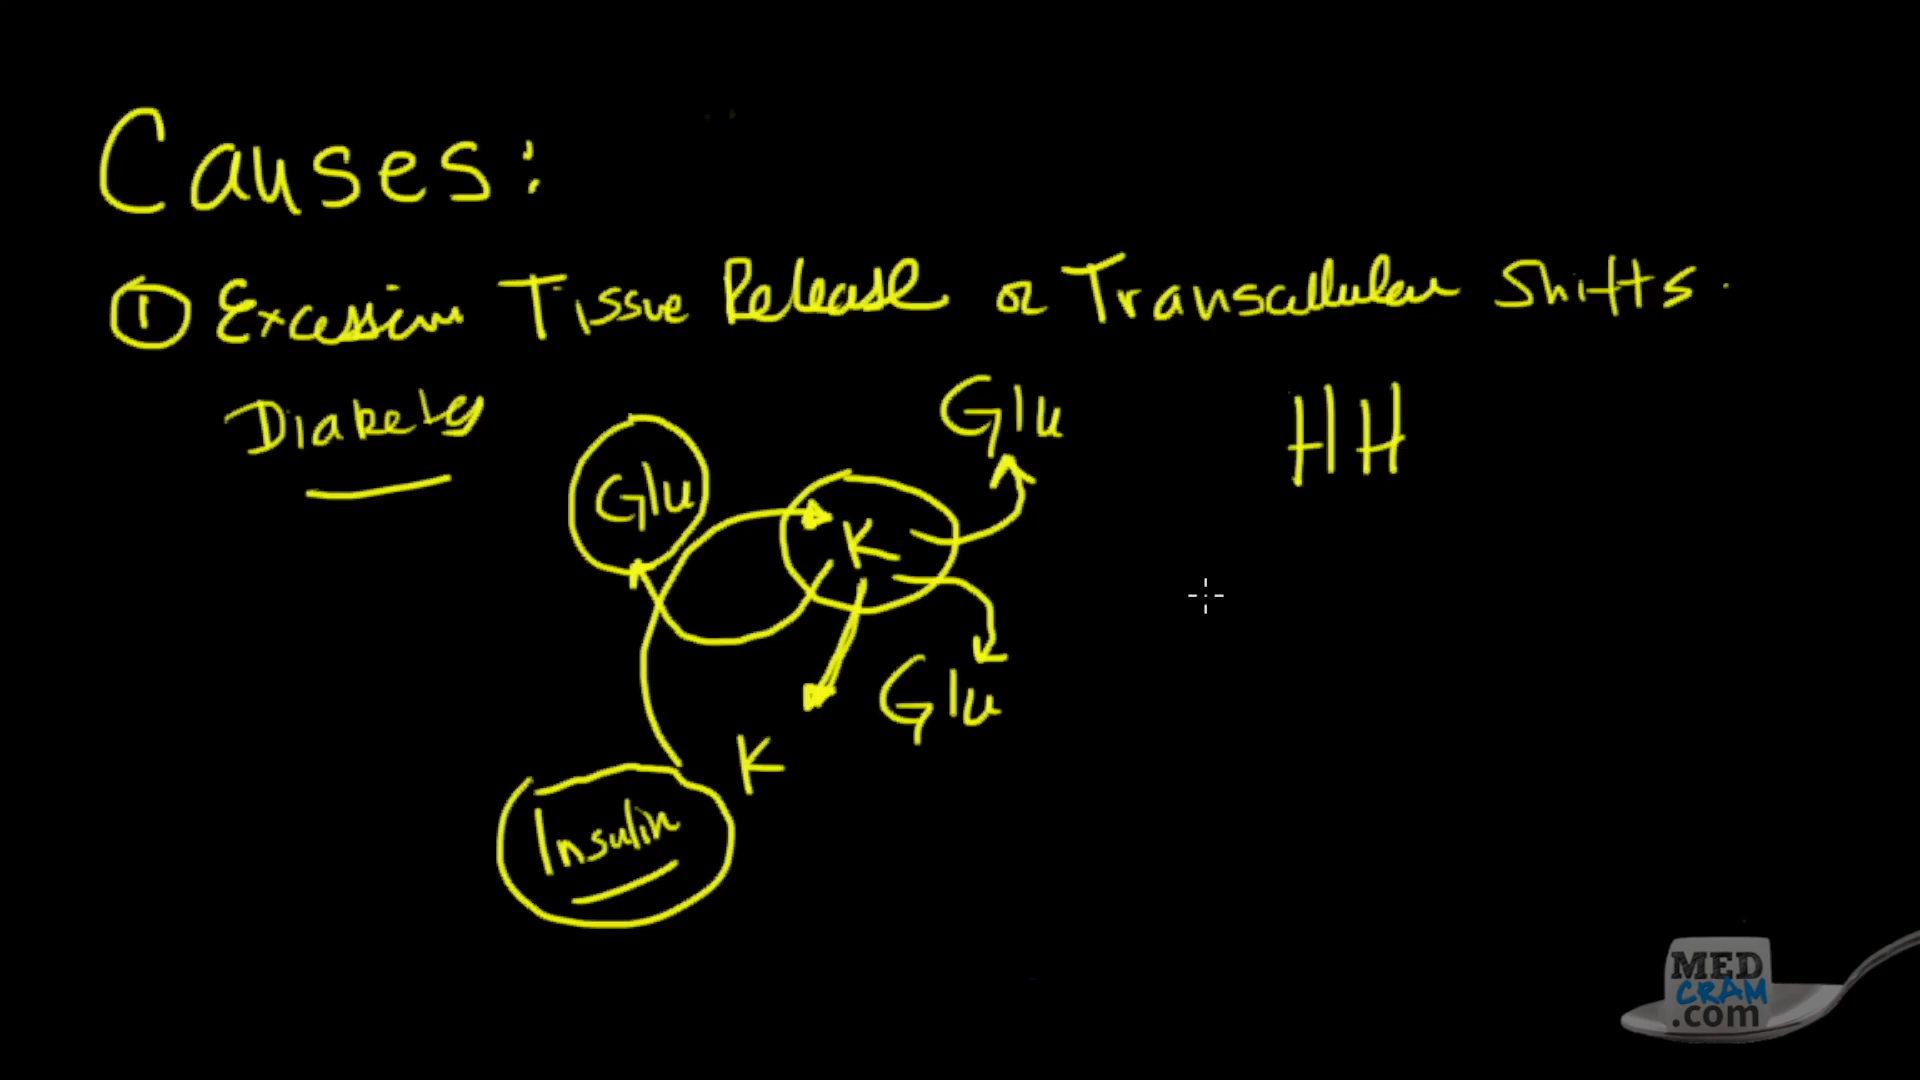 Causes:
① Excessive Tissue Release or Transcellular Shifts.
Diabetes
Glu
Glu
K
Glu
K
Insulin
HH
MED
CRAM
.com